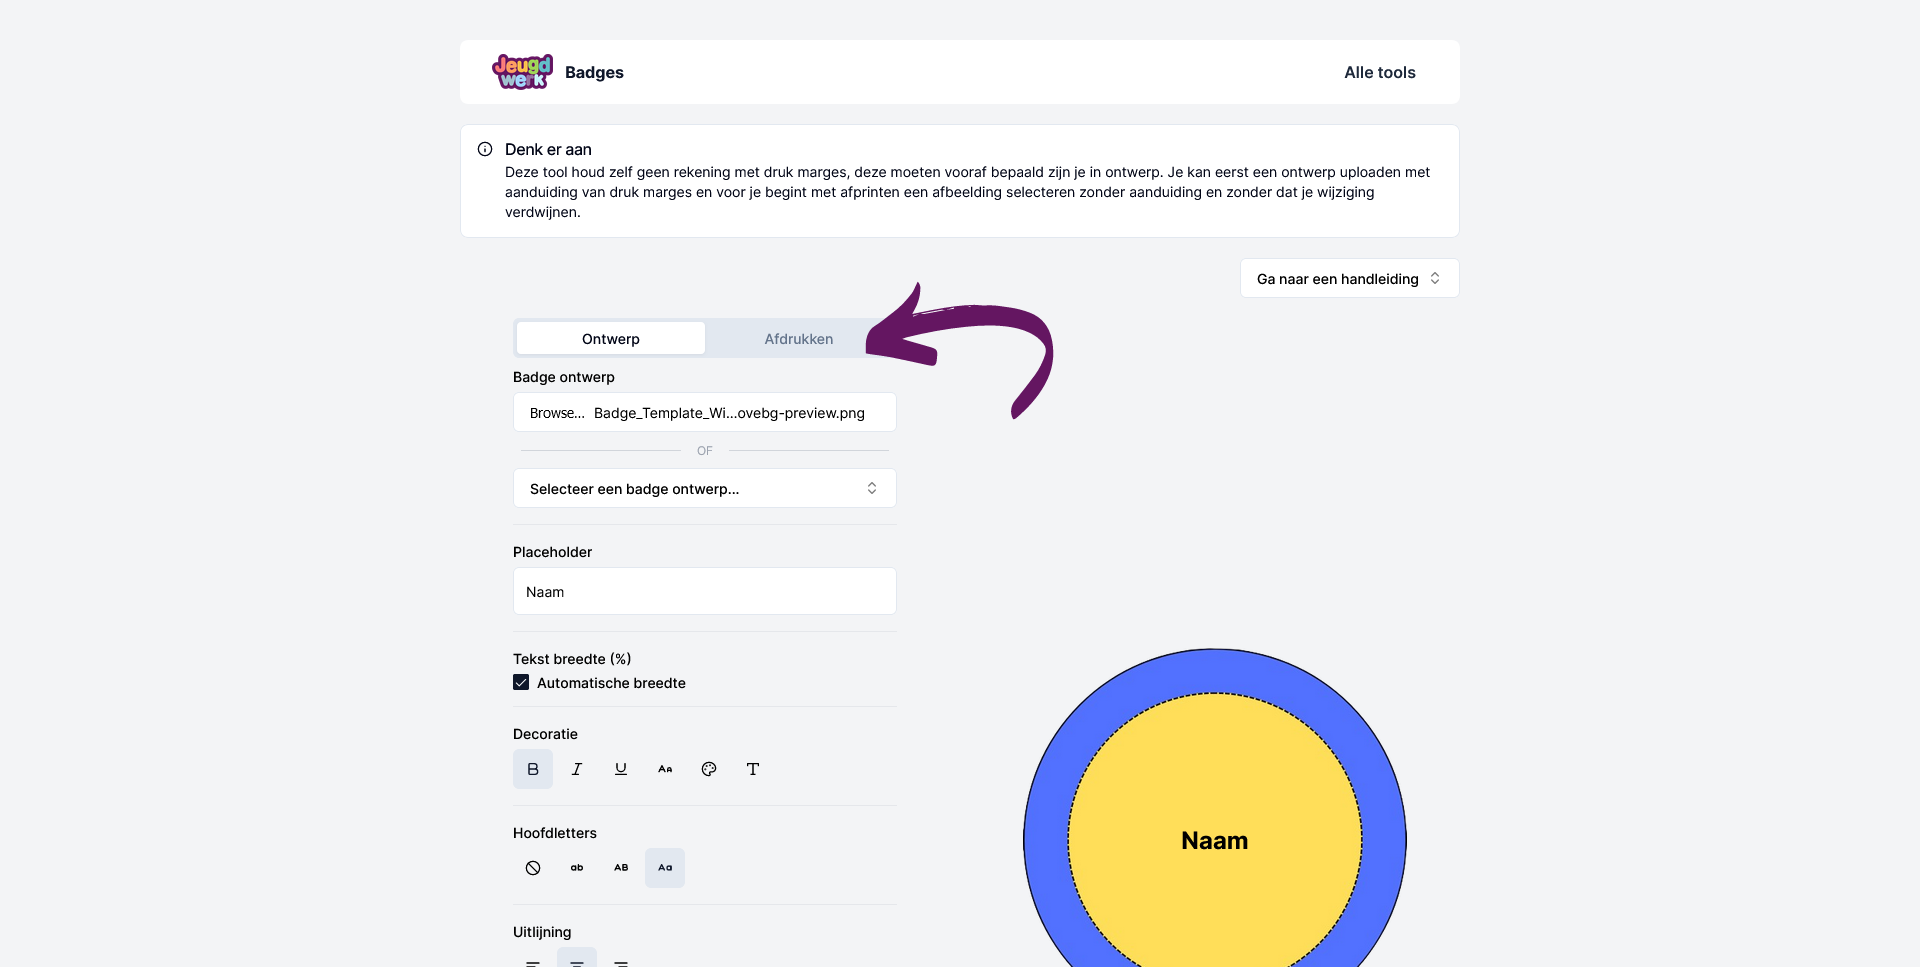 Jeugd
werk
Badges
Alle tools
Denk er aan
Deze tool houd zelf geen rekening met druk marges, deze moeten vooraf bepaald zijn je in ontwerp. Je kan eerst een ontwerp uploaden met
aanduiding van druk marges en voor je begint met afprinten een afbeelding selecteren zonder aanduiding en zonder dat je wijziging
verdwijnen.
Ga naar een handleiding
Ontwerp
Afdrukken
Badge ontwerp
Browse... Badge_Template_Wi...ovebg-preview.png
OF
Selecteer een badge ontwerp...
Placeholder
Naam
Tekst breedte (%)
Automatische breedte
Decoratie
B I U AA T
Hoofdletters
ab AB Aa
Naam
Uitlijning